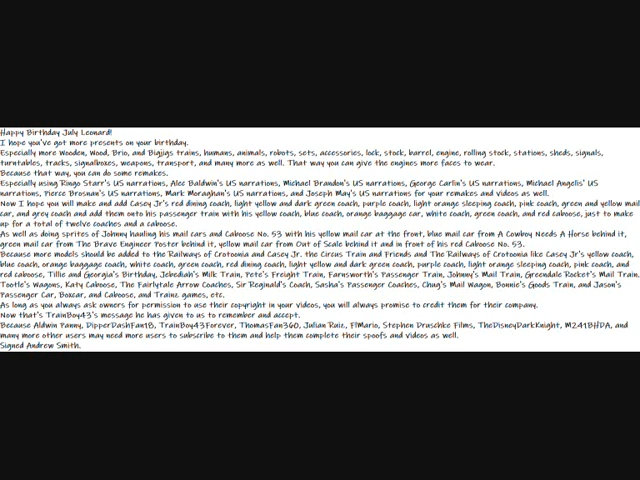 Happy Birthday July Leonard!
I hope you've got more presents on your birthday.
Especially more Wooden, Wood, Brio, and Bigjigs trains, humans, animals, robots, sets, accessories, lock, stock, barrel, engine, rolling stock, stations, sheds, signals,
turntables, tracks, signalboxes, weapons, transport, and many more as well. That way you can give the engines more faces to wear.
Because that way, you can do some remakes.
Especially using Ringo Starr's US narrations, Alec Baldwin's US narrations, Michael Brandon's US narrations, George Carlin's US narrations, Michael Angelis' US
narrations, Pierce Brosnan's US narrations, Mark Moraghan's US narrations, and Joseph May's US narrations for your remakes and videos as well.
Now I hope you will make and add Casey Jr's red dining coach, light yellow and dark green coach, purple coach, light orange sleeping coach, pink coach, green and yellow mail
car, and grey coach and add them onto his passenger train with his yellow coach, blue coach, orange baggage car, white coach, green coach, and red caboose, just to make
up for a total of twelve coaches and a caboose.
As well as doing sprites of Johnny hauling his mail cars and Caboose No. 53 with his yellow mail car at the front, blue mail car from A Cowboy Needs A Horse behind it,
green mail car from The Brave Engineer Poster behind it, yellow mail car from Out of Scale behind it and in front of his red Caboose No. 53.
Because more models should be added to the Railways of Crotoonia and Casey Jr. the Circus Train and Friends and The Railways of Crotoonia like Casey Jr's yellow coach,
blue coach, orange baggage coach, white coach, green coach, red dining coach, light yellow and dark green coach, purple coach, light orange sleeping coach, pink coach, and
red caboose, Tillie and Georgia's Birthday, Jebediah's Milk Train, Pete's Freight Train, Farnsworth's Passenger Train, Johnny's Mail Train, Greendale Rocket's Mail Train,
Tootle's Wagons, Katy Caboose, The Fairlytale Arrow Coaches, Sir Reginald's Coach, Sasha's Passenger Coaches, Chug's Mail Wagon, Bonnie's Goods Train, and Jason's
Passenger Car, Boxcar, and Caboose, and Trainz games, etc.
As long as you always ask owners for permission to use their copyright in your videos, you will always promise to credit them for their company.
Now that's TrainBoy43's has given to us to remember and accept.
Because Aldwin Panny, DipperDashFan18, TrainBoy43Forever, ThomasFan360, Julian Ruiz, FlMario, Stephen Druschke Films, TheDisneyDarkKnight, M241BHDA, and
many more other users may need more users to subscribe to them and help them complete their spoofs and videos as well.
Signed Andrew Smith.